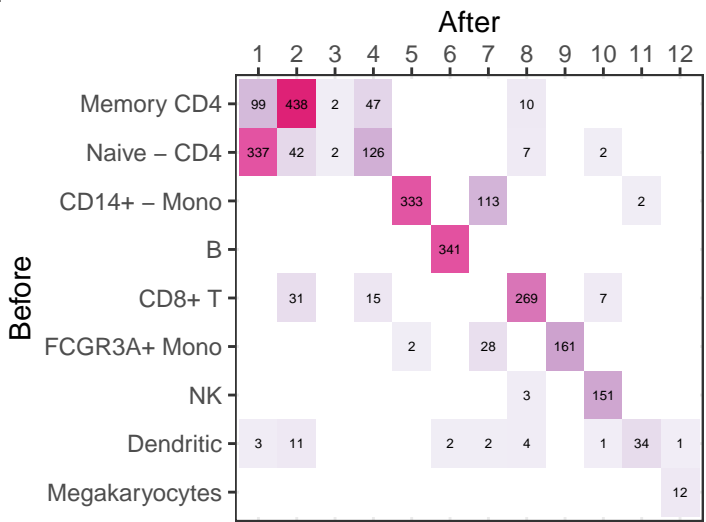 After
1 2 3 4 5 6 7 8 9 10 11 12
Memory CD4 99 438 2 47 10
Naive − CD4 337 42 2 126 7 2
CD14+ − Mono 333 113 2
B 341
CD8+ T 31 15 269 7
FCGR3A+ Mono 2 28 161
NK 3 151
Dendritic 3 11 2 2 4 1 34 1
Megakaryocytes 12
Before